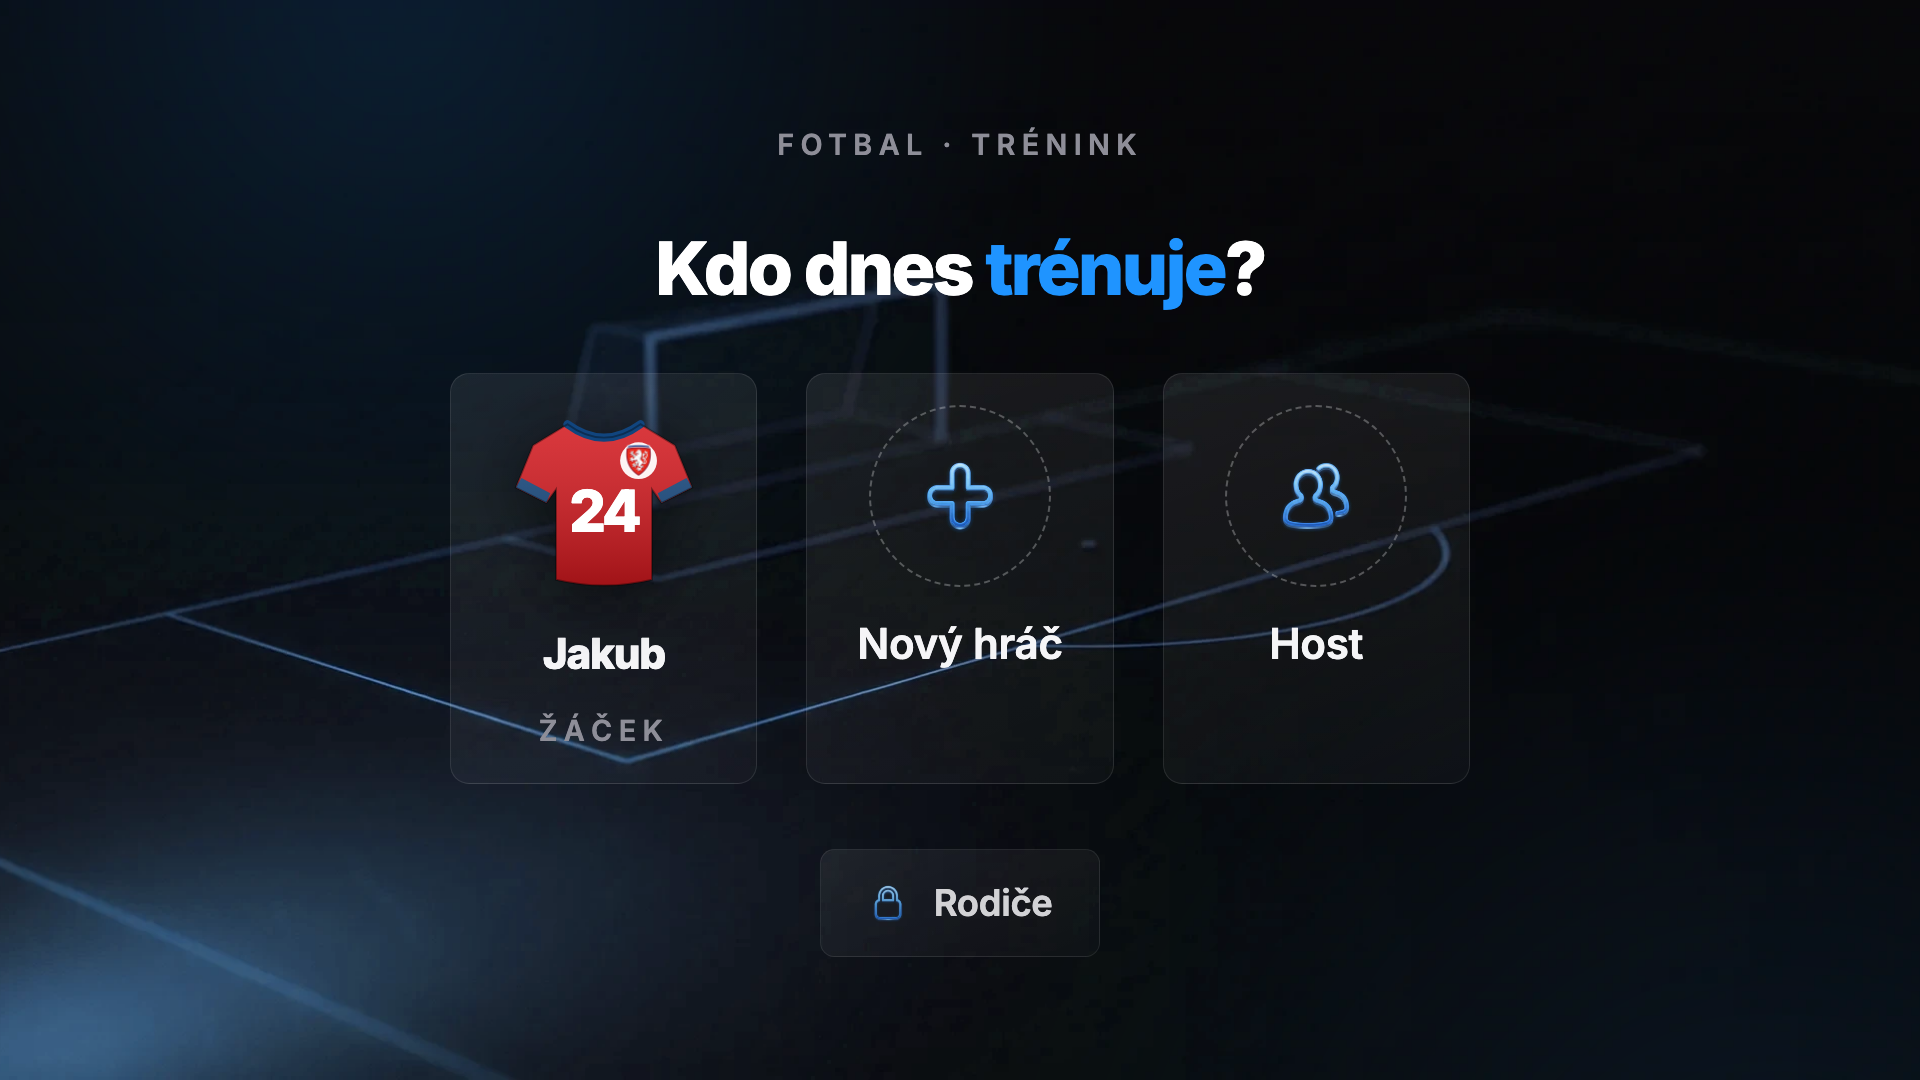 FOTBAL · TRÉNINK
Kdo dnes trénuje?
24
Jakub
ŽÁČEK
Nový hráč
Host
Rodiče